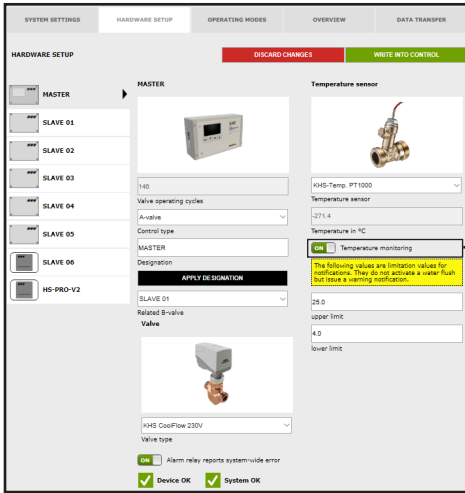 SYSTEM SETTINGS
HARDWARE SETUP
OPERATING MODES
OVERVIEW
DATA TRANSFER
HARDWARE SETUP
DISCARD CHANGES
WRITE INTO CONTROL
MASTER
SLAVE 01
SLAVE 02
SLAVE 03
SLAVE 04
SLAVE 05
SLAVE 06
HS-PRO-V2
MASTER
146
Valve operating cycles
A-valve
Control type
MASTER
Designation
APPLY DESIGNATION
SLAVE 01
Related B-valve
Valve
KHS CoolFlow 230V
Valve type
ON Alarm relay reports system-wide error
Device OK
System OK
Temperature sensor
KHS-Temp. PT1000
Temperature sensor
-271.4
Temperature in °C
ON Temperature monitoring
The following values are limitation values for
notifications. They do not activate a water flush
but issue a warning notification.
25.0
upper limit
4.0
lower limit